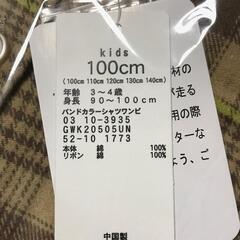 kids
100cm
(100cm 110cm 120cm 130cm 140cm)
年齢 3〜4歳
身長 90〜100cm
バンドカラーシャツワンピ
03 10-3935
GWK20505UN
52-10 1773
本体 綿 100%
リボン 綿 100%
中国製
材の
が走る
用の際
ターな
よう、ご